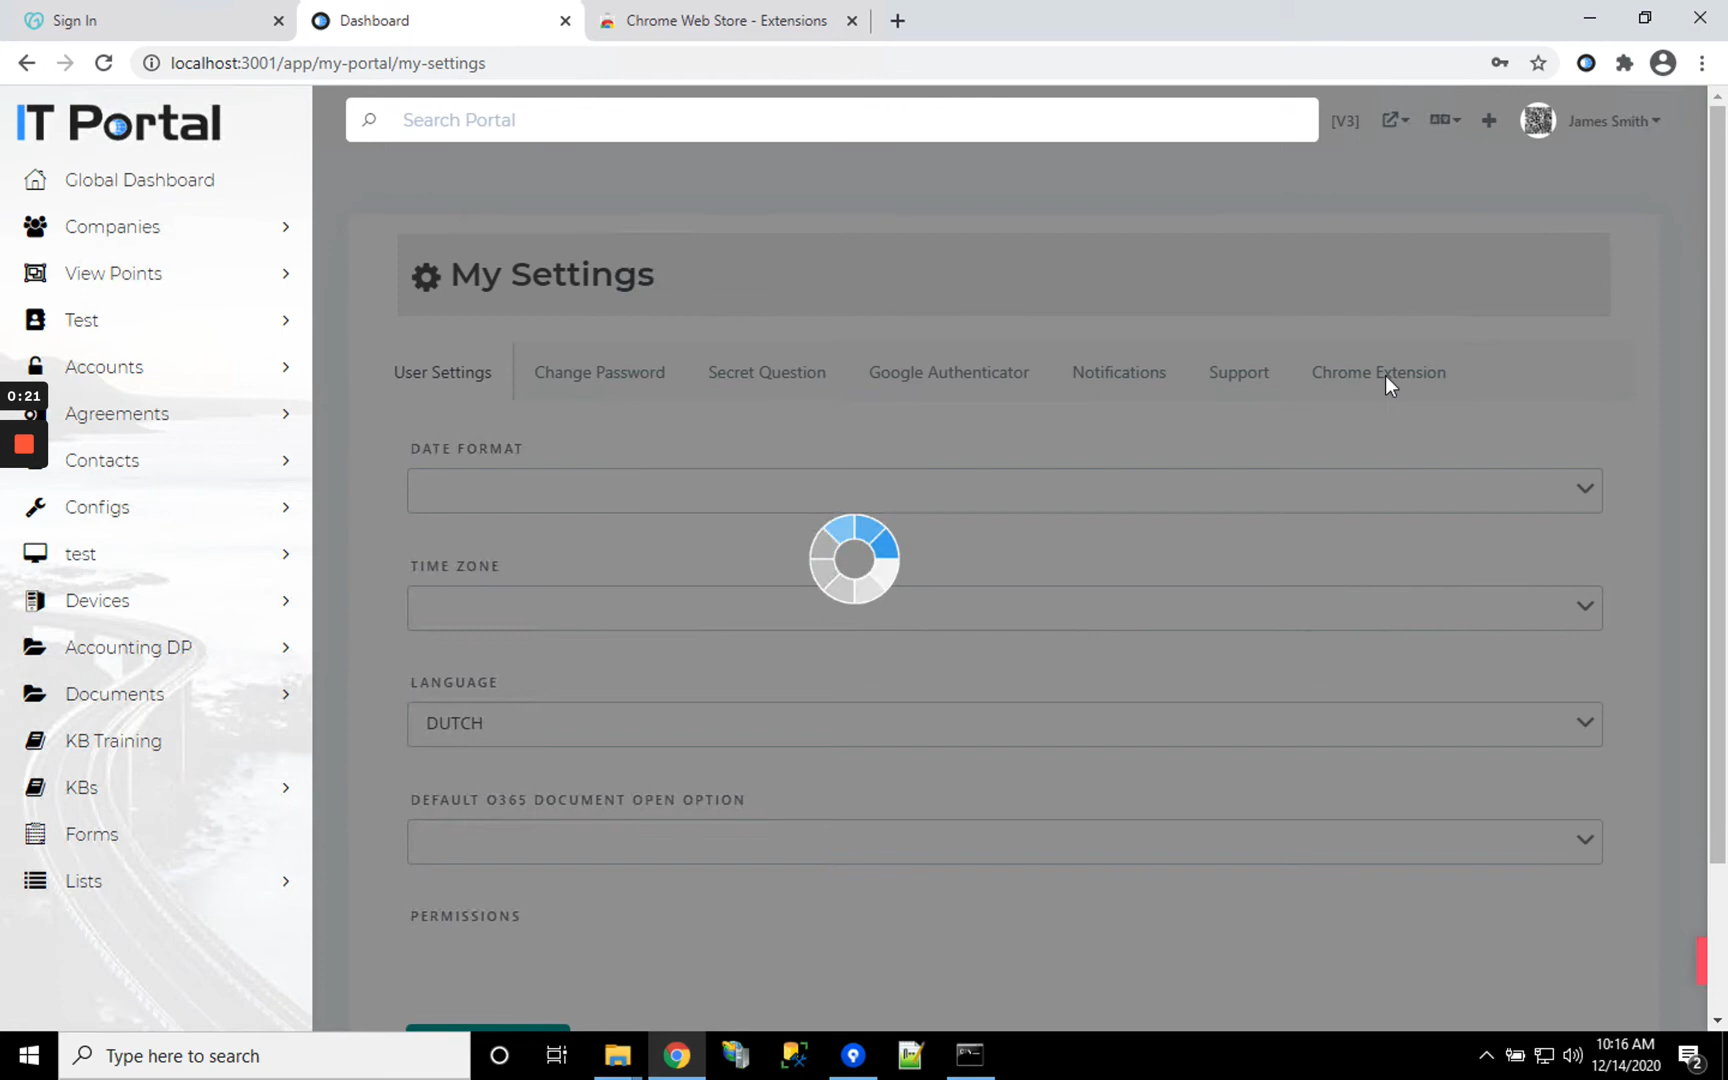 Sign In
Dashboard
Chrome Web Store - Extensions
localhost:3001/app/my-portal/my-settings
IT Portal
Search Portal
[V3]
James Smith
Global Dashboard
Companies
View Points
Test
Accounts
Agreements
Contacts
Configs
test
Devices
Accounting DP
Documents
KB Training
KBs
Forms
Lists
0:21
My Settings
User Settings
Change Password
Secret Question
Google Authenticator
Notifications
Support
Chrome Extension
DATE FORMAT
TIME ZONE
LANGUAGE
DUTCH
DEFAULT O365 DOCUMENT OPEN OPTION
PERMISSIONS
Type here to search
10:16 AM
12/14/2020
2